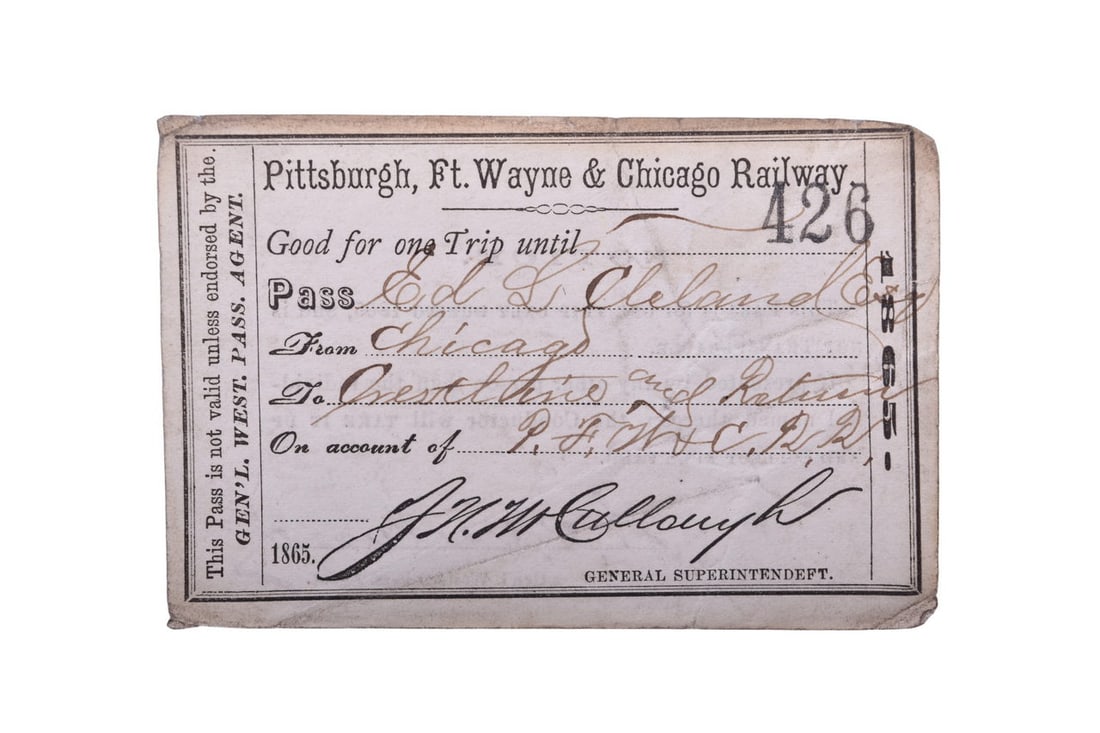 This Pass is not valid unless endorsed by the.
GEN'L. WEST. PASS. AGENT.
Pittsburgh, Ft. Wayne & Chicago Railway.
426
Good for one Trip until
Pass Ed L Cleland Esq
From Chicago
To Crestline and Return
On account of P. F. W & C. R. R.
J N McCullough
1865.
GENERAL SUPERINTENDEFT.
-1865-